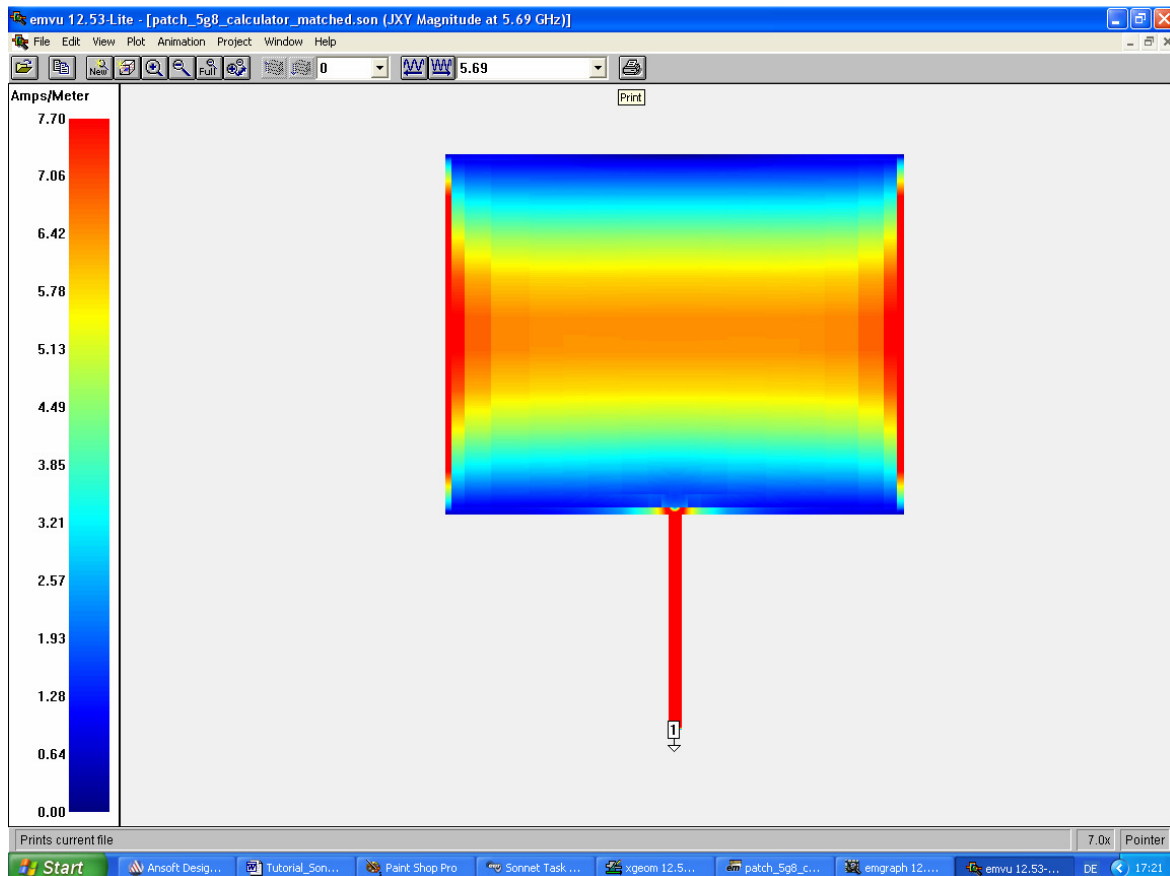 emvu 12.53-Lite - [patch_5g8_calculator_matched.son (JXY Magnitude at 5.69 GHz)]
File Edit View Plot Animation Project Window Help
New Full 0 5.69
Print
Amps/Meter
7.70
7.06
6.42
5.78
5.13
4.49
3.85
3.21
2.57
1.93
1.28
0.64
0.00
1
Prints current file 7.0x Pointer
Start Ansoft Desig... Tutorial_Son... Paint Shop Pro Sonnet Task ... xgeom 12.5... patch_5g8_c... emgraph 12.... emvu 12.53-... DE 17:21